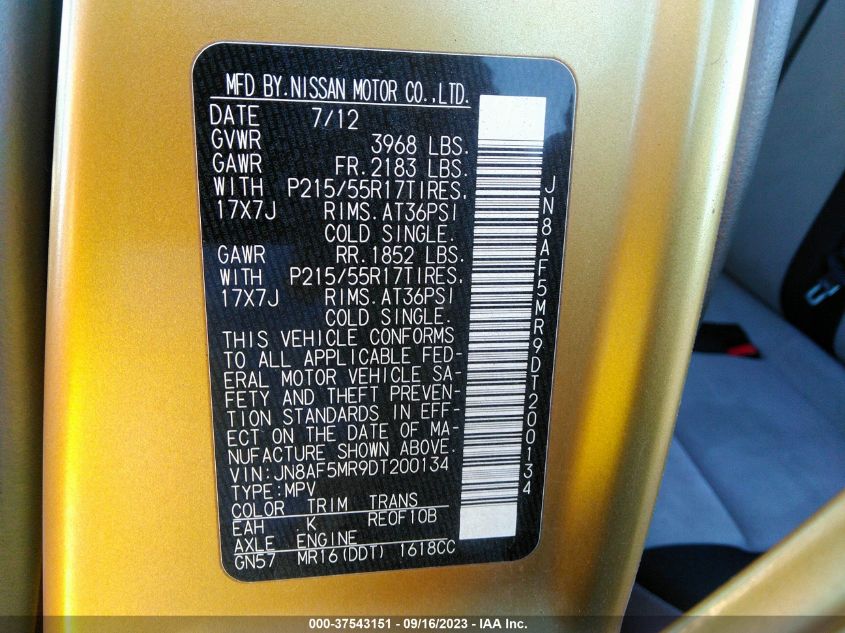 MFD BY.NISSAN MOTOR CO.,LTD.
DATE 7/12
GVWR 3968 LBS.
GAWR FR.2183 LBS.
WITH P215/55R17TIRES,
17X7J RIMS.AT36PSI
COLD SINGLE.
GAWR RR.1852 LBS.
WITH P215/55R17TIRES,
17X7J RIMS.AT36PSI
COLD SINGLE.
THIS VEHICLE CONFORMS
TO ALL APPLICABLE FED-
ERAL MOTOR VEHICLE SA-
FETY AND THEFT PREVEN-
TION STANDARDS IN EFF-
ECT ON THE DATE OF MA-
NUFACTURE SHOWN ABOVE.
VIN:JN8AF5MR9DT200134
TYPE:MPV
COLOR TRIM TRANS
EAH K REOF10B
AXLE ENGINE
GN57 MR16(DDT) 1618CC
JN8AF5MR9DT200134
000-37543151 - 09/16/2023 - IAA Inc.